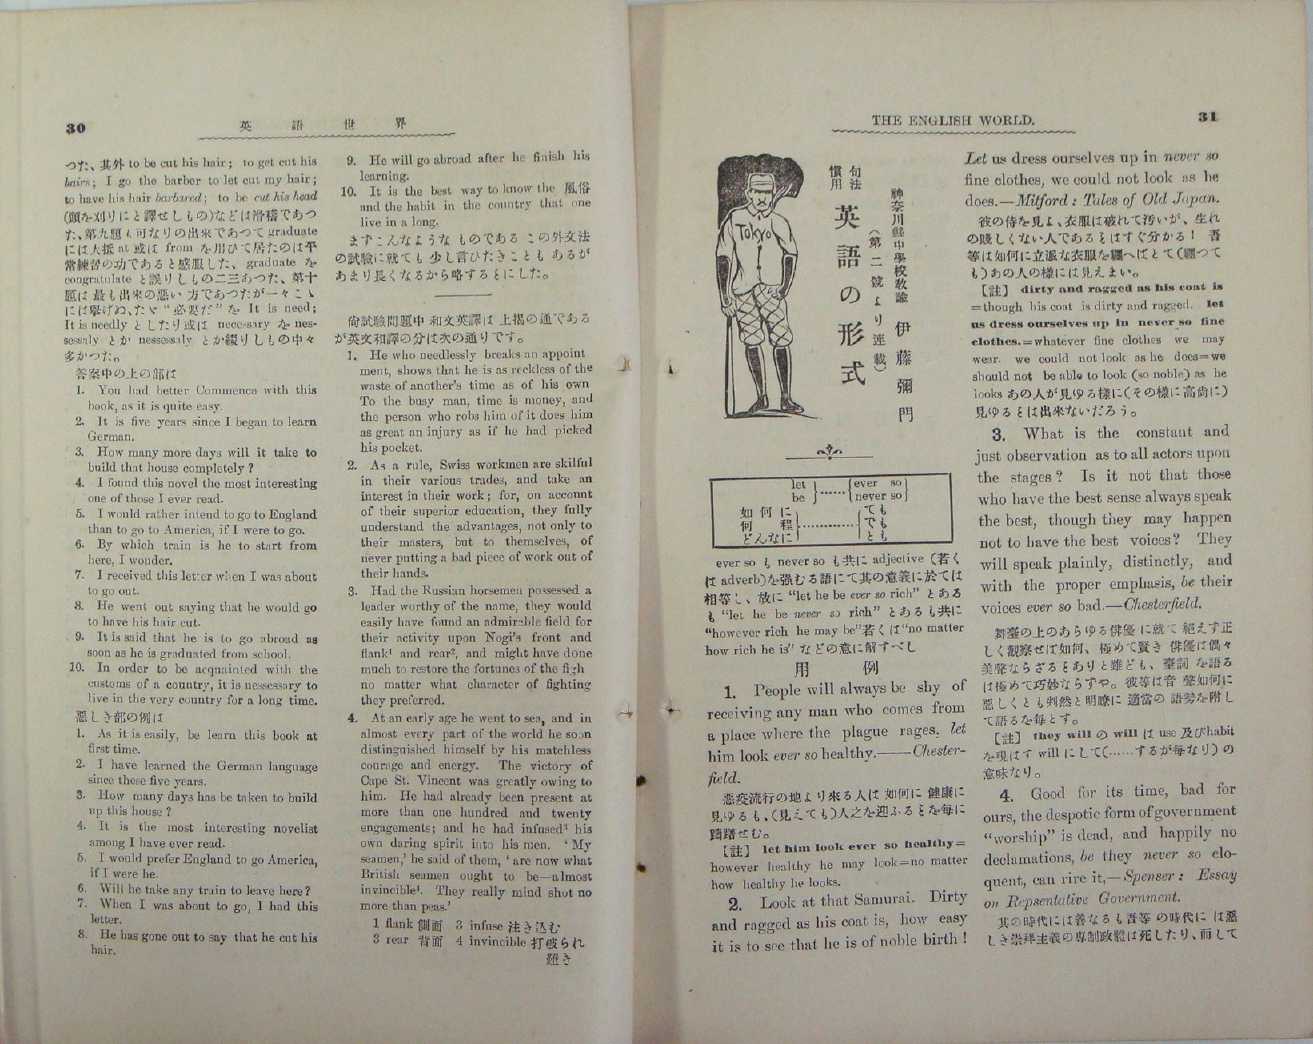 30
英語世界
つた、其外 to be cut his hair; to get cut his
hairs; I go the barber to let cut my hair;
to have his hair barbared; to be cut his head
(頭を刈りにと譯せしもの)などは滑稽であつ
た、第九題も可なりの出來であつて graduate
には大抵 at 或は from を用ひて居たのは平
常練習の功であると感服した、graduate を
congratulate と誤りしもの二三あつた、第十
題は最も出來の悪い方であつたが一々こゝ
には擧げぬ、たゞ “必要だ” を It is need;
It is needly としたり或は necessary を nes-
sessaly とか nessessaly とか綴りしもの中々
多かつた。
答案中の上の部は
1. You had better Commence with this
book, as it is quite easy.
2. It is five years since I began to learn
German.
3. How many more days will it take to
build that house completely ?
4. I found this novel the most interesting
one of those I ever read.
5. I would rather intend to go to England
than to go to America, if I were to go.
6. By which train is he to start from
here, I wonder.
7. I received this letter when I was about
to go out.
8. He went out saying that he would go
to have his hair cut.
9. It is said that he is to go abroad as
soon as he is graduated from school.
10. In order to be acquainted with the
customs of a country, it is nessessary to
live in the very country for a long time.
悪しき部の例は
1. As it is easily, be learn this book at
first time.
2. I have learned the German language
since these five years.
3. How many days has be taken to build
up this house ?
4. It is the most interesting novelist
among I have ever read.
5. I would prefer England to go America,
if I were he.
6. Will he take any train to leave here?
7. When I was about to go, I had this
letter.
8. He has gone out to say that he cut his
hair.
9. He will go abroad after he finish his
learning.
10. It is the best way to know the 風俗
and the habit in the country that one
live in a long.
まずこんなような ものである この外文法
の試験に就ても 少し言ひたきことも あるが
あまり長くなるから略するとにした。
尚試驗問題中 和文英譯は 上揭の通である
が英文和譯の分は次の通りです。
1. He who needlessly breaks an appoint
ment, shows that he is as reckless of the
waste of another's time as of his own
To the busy man, time is money, and
the person who robs him of it does him
as great an injury as if he had picked
his pocket.
2. As a rule, Swiss workmen are skilful
in their various trades, and take an
interest in their work; for, on account
of their superior education, they fully
understand the advantages, not only to
their masters, but to themselves, of
never putting a bad piece of work out of
their hands.
3. Had the Russian horsemen possessed a
leader worthy of the name, they would
easily have found an admirable field for
their activity upon Nogi's front and
flank¹ and rear², and might have done
much to restore the fortunes of the figh
no matter what character of fighting
they preferred.
4. At an early age he went to sea, and in
almost every part of the world he soon
distinguished himself by his matchless
courage and energy. The victory of
Cape St. Vincent was greatly owing to
him. He had already been present at
more than one hundred and twenty
engagements; and he had infused³ his
own daring spirit into his men. ‘ My
seamen,’ he said of them, ‘ are now what
British seamen ought to be—almost
invincible⁴. They really mind shot no
more than peas.’
1 flank 側面 3 infuse 注き込む
3 rear 背面 4 invincible 打破られ
難き
THE ENGLISH WORLD.
31
Tokyo
句法
慣用
英語の形式
(第二號より連載)
神奈川縣中學校敎諭 伊藤彌門
let
be
ever so
never so
如何に
何程
どんなに
ても
でも
とも
ever so も never so も共に adjective (若く
は adverb)を強むる語にて其の意義に於ては
相等し、故に “let he be ever so rich” とある
も “let he be never so rich” とあるも共に
“however rich he may be” 若くは “no matter
how rich he is” などの意に解すべし
用例
1. People will always be shy of
receiving any man who comes from
a place where the plague rages, let
him look ever so healthy.——Chester-
field.
悪疫流行の地より來る人は 如何に 健康に
見ゆるも、(見えても)人之を迎ふるとを毎に
躊躇せむ。
【註】 let him look ever so healthy=
however healthy he may look=no matter
how healthy he looks.
2. Look at that Samurai. Dirty
and ragged as his coat is, how easy
it is to see that he is of noble birth !
Let us dress ourselves up in never so
fine clothes, we could not look as he
does.—Mitford : Tales of Old Japan.
彼の侍を見よ、衣服は破れて汚いが、生れ
の賤しくない人であるとはすぐ分かる！ 吾
等は如何に立派な衣服を纏へばとて(纏つて
も)あの人の様には見えまい。
【註】 dirty and ragged as his coat is
=though his coat is dirty and ragged. let
us dress ourselves up in never so fine
clothes.=whatever fine clothes we may
wear. we could not look as he does=we
should not be able to look (so noble) as he
looks あの人が見ゆる様に(その様に高尚に)
見ゆるとは出來ないだろう。
3. What is the constant and
just observation as to all actors upon
the stages ? Is it not that those
who have the best sense always speak
the best, though they may happen
not to have the best voices? They
will speak plainly, distinctly, and
with the proper emphasis, be their
voices ever so bad.—Chesterfield.
舞臺の上のあらゆる俳優 に就て 絕えず正
しく觀察せば如何、極めて賢き 俳優は偶々
美聲ならざるとありと雖ども、臺詞 を語る
は極めて巧妙ならずや。彼等は音 聲如何に
悪しくとも判然と明瞭に 適當の 語勢を附し
て語るを毎とす。
【註】 they will の will は use 及びhabit
を現はす will にして(……するが毎なり) の
意味なり。
4. Good for its time, bad for
ours, the despotic form of government
“worship” is dead, and happily no
declamations, be they never so elo-
quent, can rire it,—Spenser : Essay
on Repsentative Government.
其の時代には善なるも吾等 の時代に は悪
しき崇拜主義の專制政體は死したり、而して